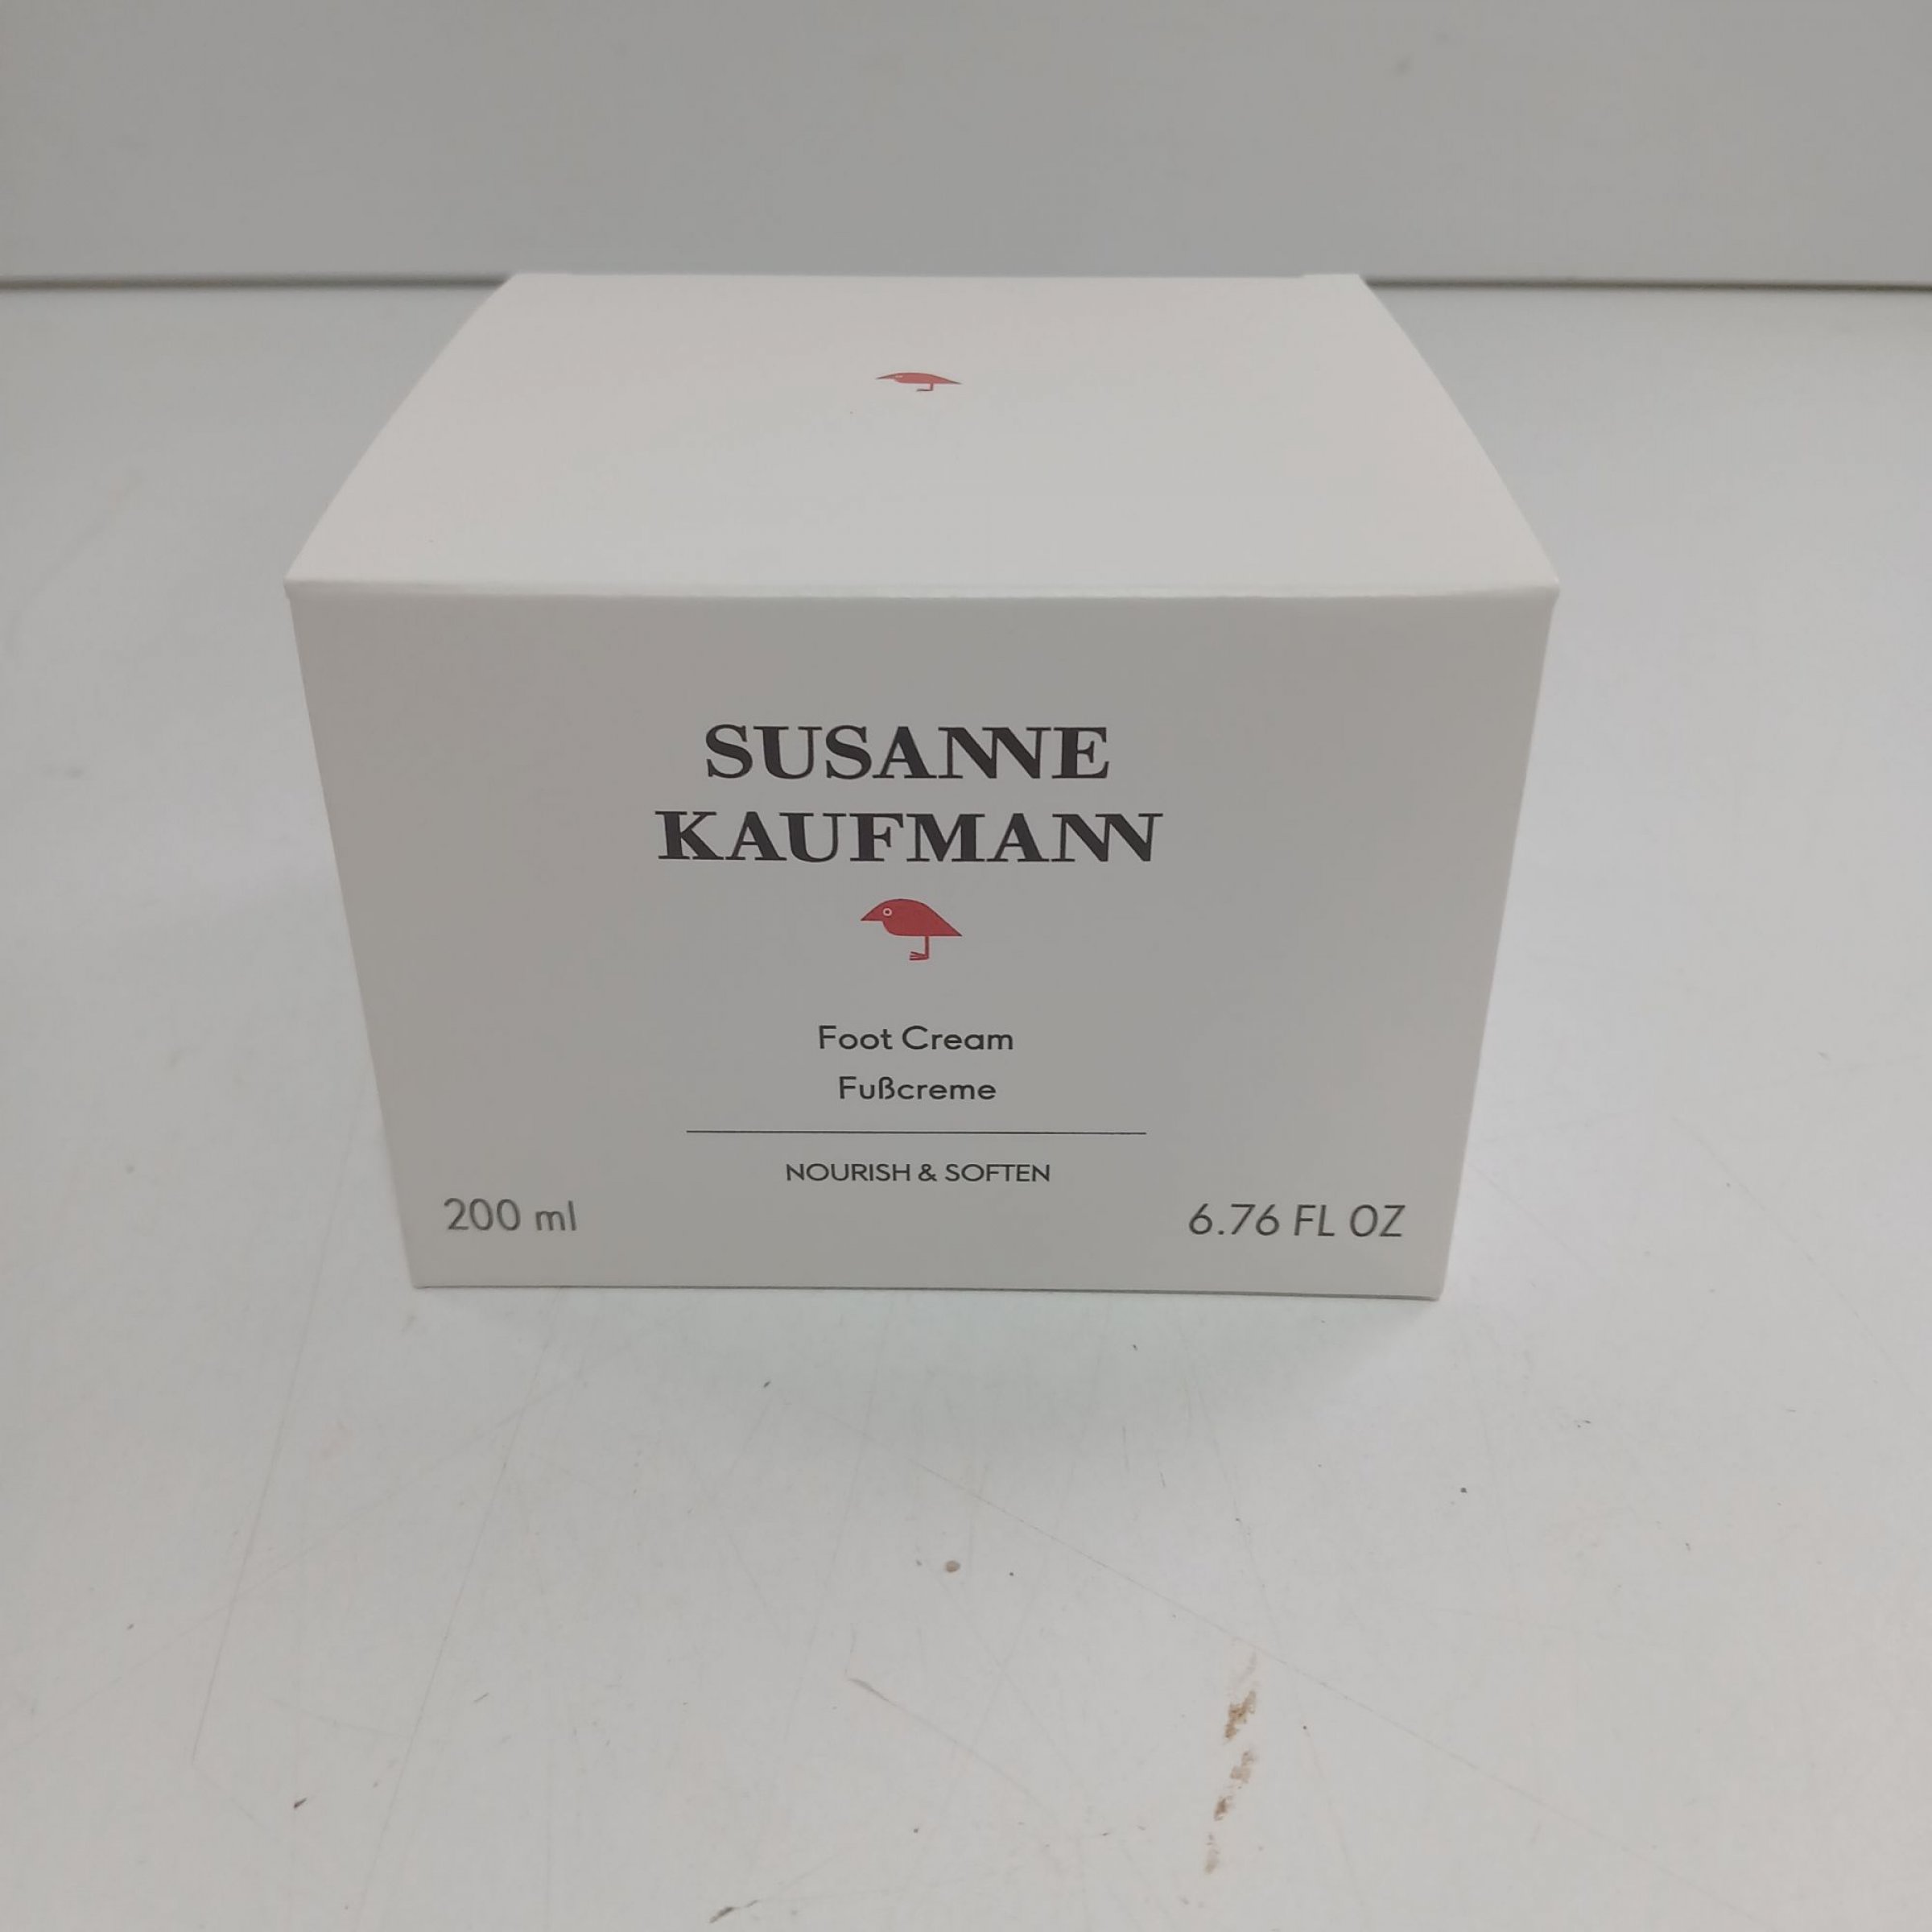 SUSANNE
KAUFMANN
Foot Cream
Fußcreme
NOURISH & SOFTEN
200 ml
6.76 FL OZ